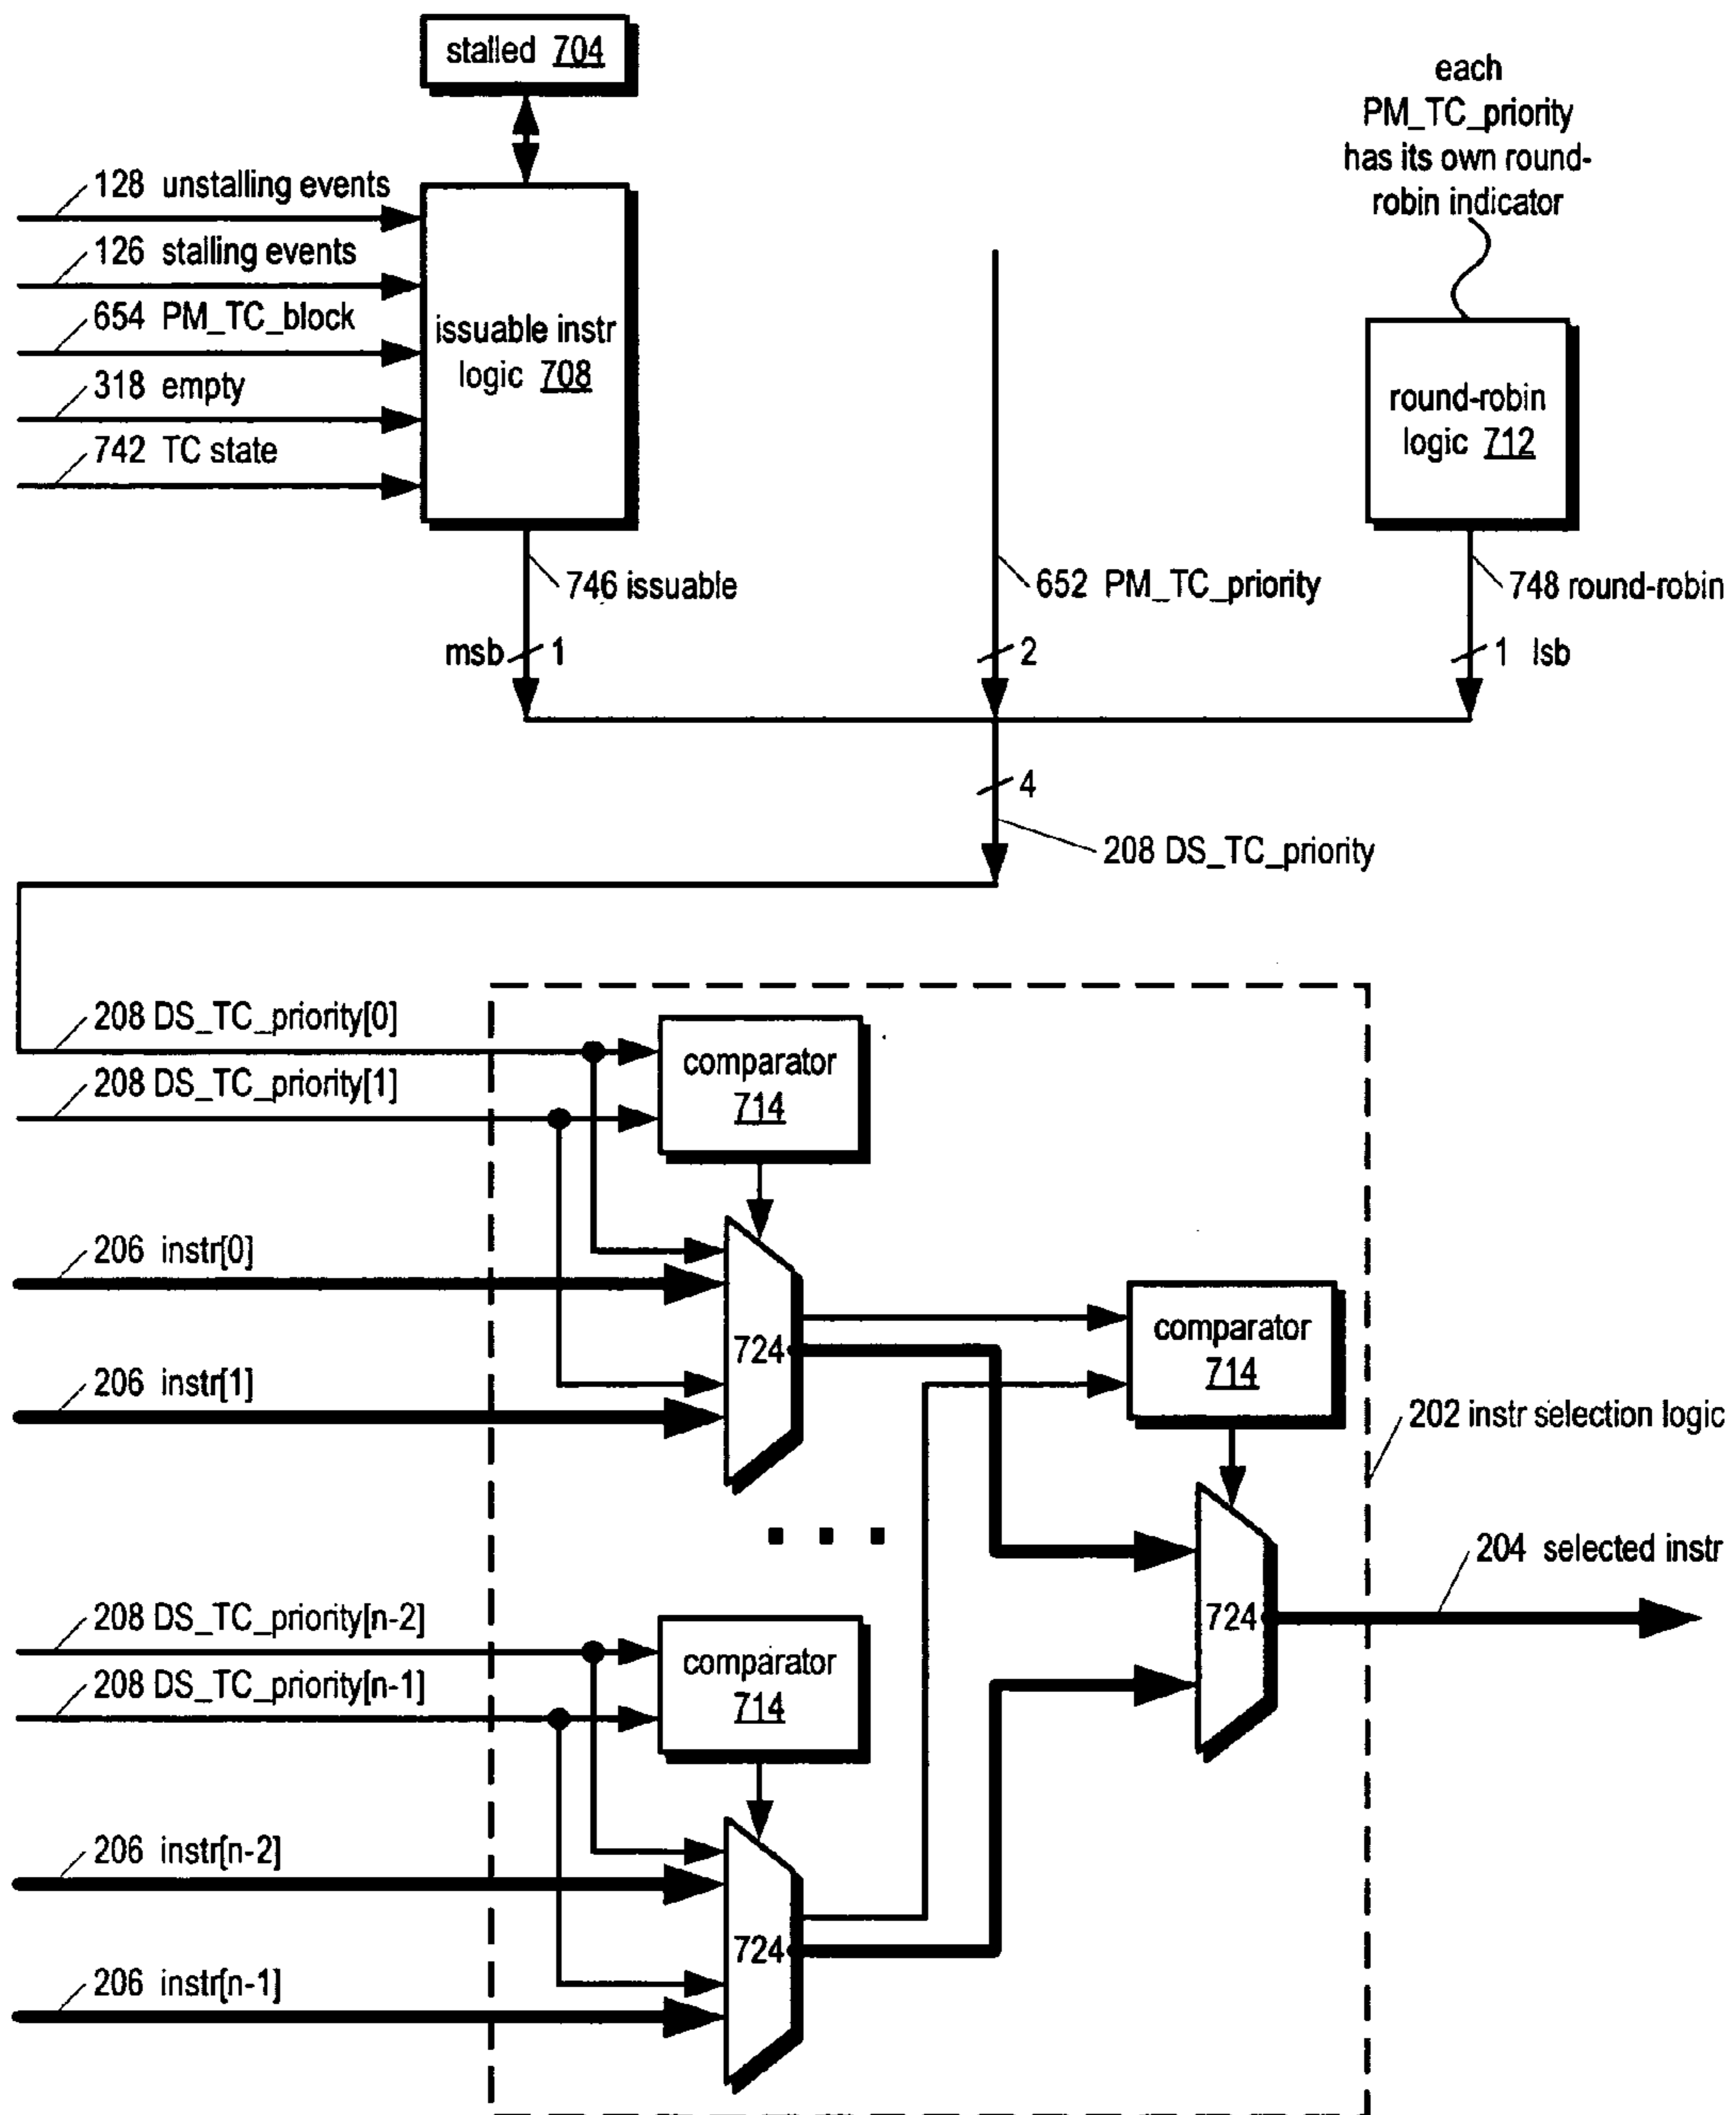 stalled 704
each
PM_TC_priority
has its own round-
robin indicator
128 unstalling events
126 stalling events
654 PM_TC_block
318 empty
742 TC state
issuable instr
logic 708
round-robin
logic 712
746 issuable
652 PM_TC_priority
748 round-robin
msb 1
2
1 lsb
4
208 DS_TC_priority
208 DS_TC_priority[0]
208 DS_TC_priority[1]
comparator
714
206 instr[0]
206 instr[1]
724
comparator
714
202 instr selection logic
204 selected instr
724
208 DS_TC_priority[n-2]
208 DS_TC_priority[n-1]
comparator
714
206 instr[n-2]
206 instr[n-1]
724